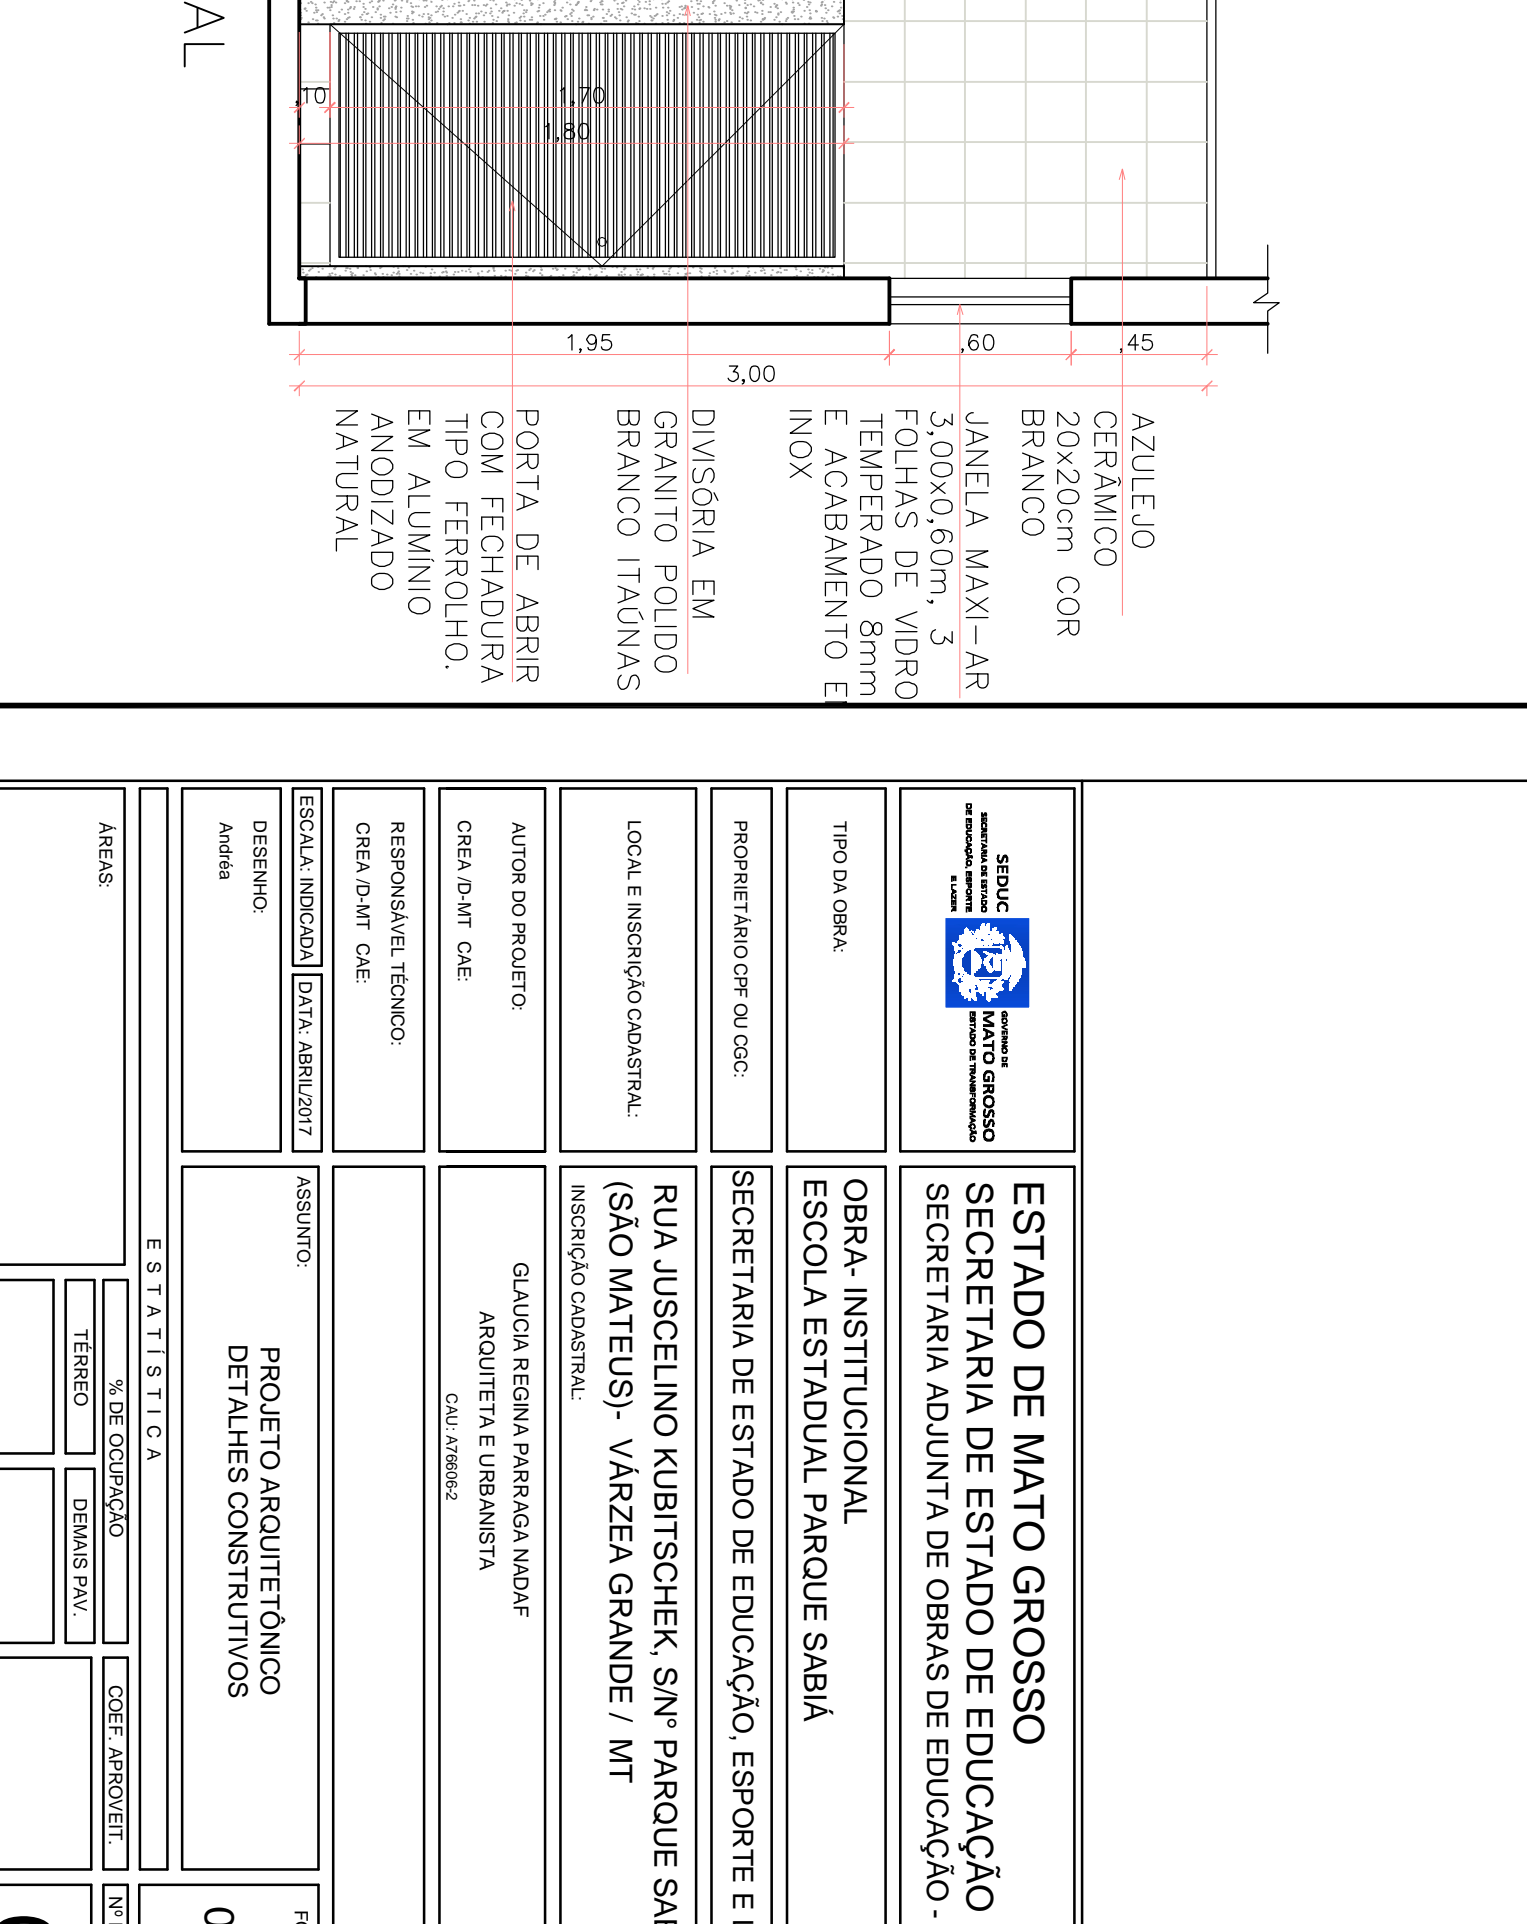 AL
,10
1,70
1,80
1,95
,60
,45
3,00
AZULEJO
CERÂMICO
20x20cm COR
BRANCO
JANELA MAXI-AR
3,00x0,60m, 3
FOLHAS DE VIDRO
TEMPERADO 8mm
E ACABAMENTO E
INOX
DIVISÓRIA EM
GRANITO POLIDO
BRANCO ITAÚNAS
PORTA DE ABRIR
COM FECHADURA
TIPO FERROLHO.
EM ALUMÍNIO
ANODIZADO
NATURAL
SEDUC
SECRETARIA DE ESTADO
DE EDUCAÇÃO, ESPORTE
E LAZER
GOVERNO DE
MATO GROSSO
ESTADO DE TRANSFORMAÇÃO
ESTADO DE MATO GROSSO
SECRETARIA DE ESTADO DE EDUCAÇÃO
SECRETARIA ADJUNTA DE OBRAS DE EDUCAÇÃO -
TIPO DA OBRA:
OBRA- INSTITUCIONAL
ESCOLA ESTADUAL PARQUE SABIÁ
PROPRIETÁRIO CPF OU CGC:
SECRETARIA DE ESTADO DE EDUCAÇÃO, ESPORTE E
LOCAL E INSCRIÇÃO CADASTRAL:
RUA JUSCELINO KUBITSCHEK, S/Nº PARQUE SA
(SÃO MATEUS)- VÁRZEA GRANDE / MT
INSCRIÇÃO CADASTRAL:
AUTOR DO PROJETO:
CREA /D-MT CAE:
GLAUCIA REGINA PARRAGA NADAF
ARQUITETA E URBANISTA
CAU: A76606-2
RESPONSÁVEL TÉCNICO:
CREA /D-MT CAE:
ESCALA: INDICADA
DATA: ABRIL/2017
DESENHO:
Andréa
ASSUNTO:
PROJETO ARQUITETÔNICO
DETALHES CONSTRUTIVOS
E S T A T Í S T I C A
ÁREAS:
% DE OCUPAÇÃO
TÉRREO
DEMAIS PAV.
COEF. APROVEIT.
Nº